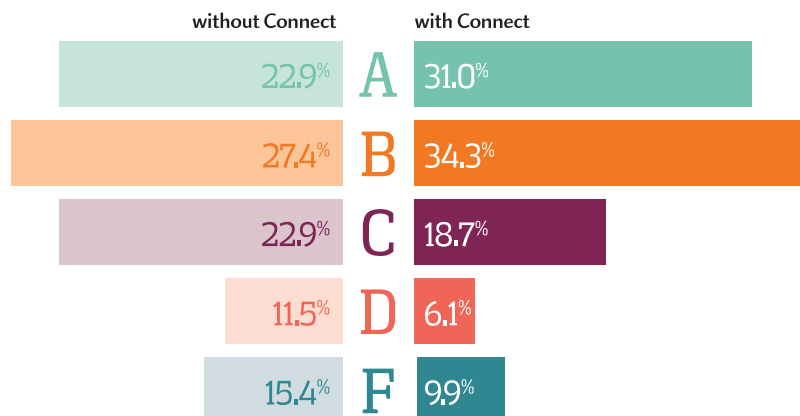 without Connect with Connect
22.9% A 31.0%
27.4% B 34.3%
22.9% C 18.7%
11.5% D 6.1%
15.4% F 9.9%